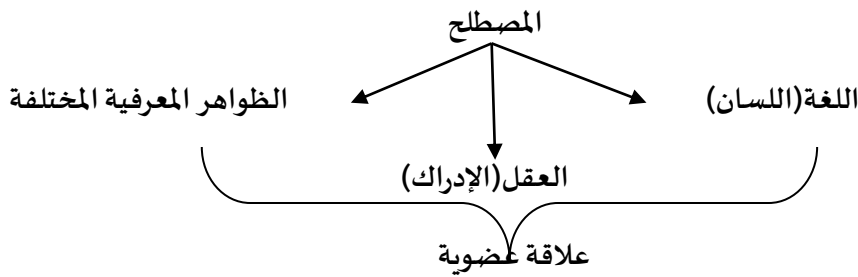 المصطلح
اللغة(اللسان)
الظواهر المعرفية المختلفة
العقل(الإدراك)
علاقة عضوية